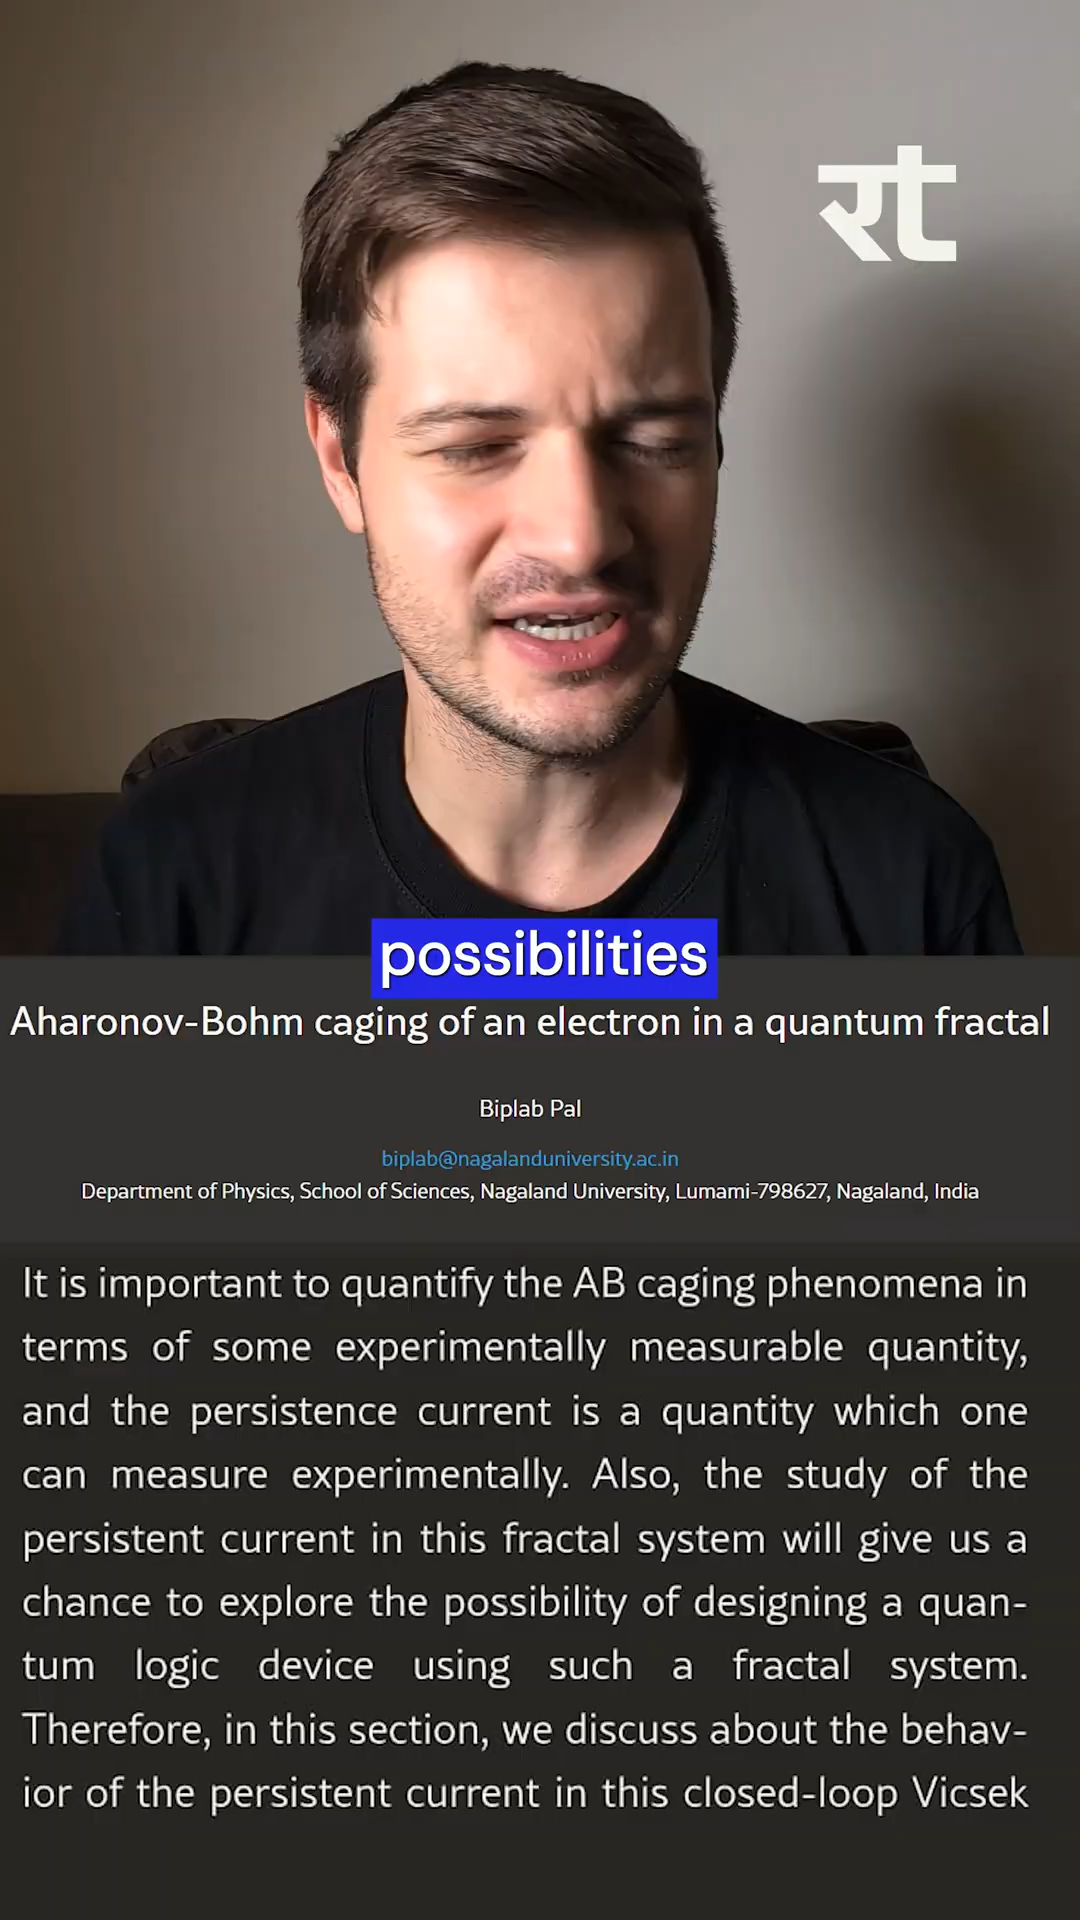 रt
possibilities
Aharonov-Bohm caging of an electron in a quantum fractal
Biplab Pal
biplab@nagalanduniversity.ac.in
Department of Physics, School of Sciences, Nagaland University, Lumami-798627, Nagaland, India
It is important to quantify the AB caging phenomena in
terms of some experimentally measurable quantity,
and the persistence current is a quantity which one
can measure experimentally. Also, the study of the
persistent current in this fractal system will give us a
chance to explore the possibility of designing a quan-
tum logic device using such a fractal system.
Therefore, in this section, we discuss about the behav-
ior of the persistent current in this closed-loop Vicsek